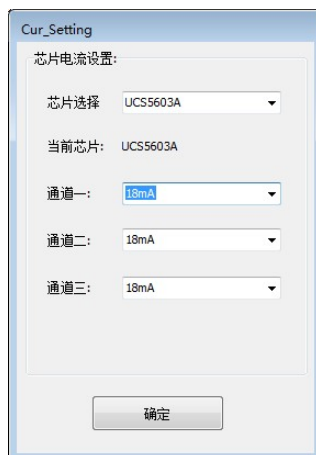 Cur_Setting
芯片电流设置:
芯片选择 UCS5603A
当前芯片: UCS5603A
通道一: 18mA
通道二: 18mA
通道三: 18mA
确定